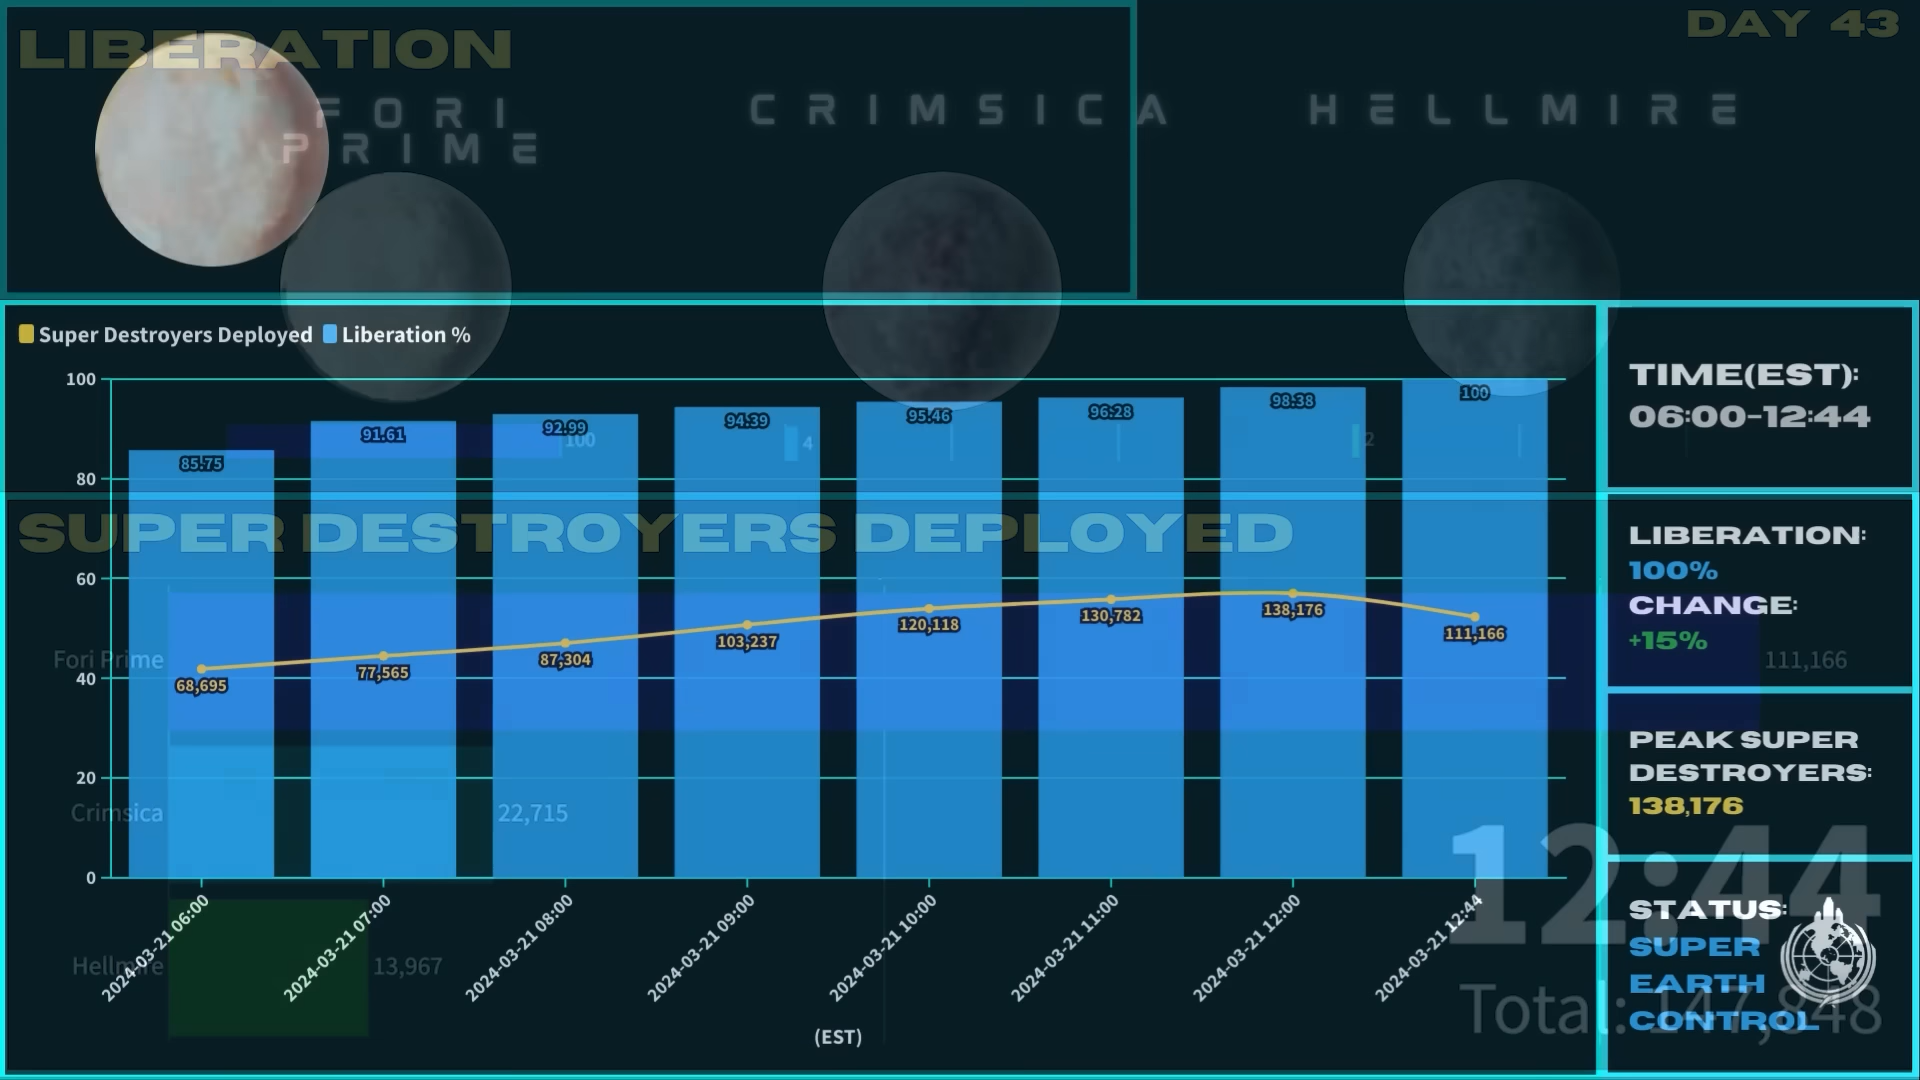 LIBERATION
DAY 43
FORI
PRIME
CRIMSICA
HELLMIRE
Super Destroyers Deployed
Liberation %
100
80
60
40
20
0
85.75
91.61
92.99
94.39
95.46
96.28
98.38
100
100
4
2
SUPER DESTROYERS DEPLOYED
68,695
77,565
87,304
103,237
120,118
130,782
138,176
111,166
Fori Prime
111,166
Crimsica
22,715
Hellmire
13,967
2024-03-21 06:00
2024-03-21 07:00
2024-03-21 08:00
2024-03-21 09:00
2024-03-21 10:00
2024-03-21 11:00
2024-03-21 12:00
2024-03-21 12:44
(EST)
TIME(EST):
06:00-12:44
LIBERATION:
100%
CHANGE:
+15%
PEAK SUPER
DESTROYERS:
138,176
12:44
Total: 147,848
STATUS:
SUPER
EARTH
CONTROL